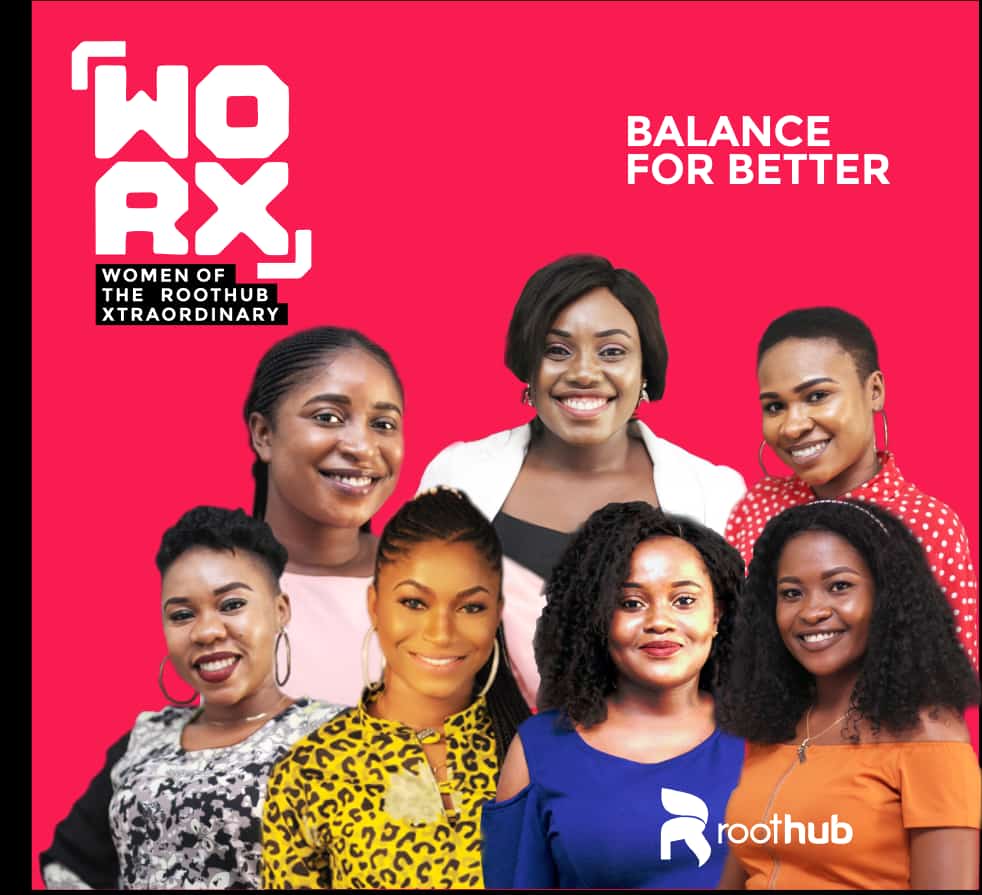 WO
RX
WOMEN OF
THE ROOTHUB
XTRAORDINARY
BALANCE
FOR BETTER
roothub